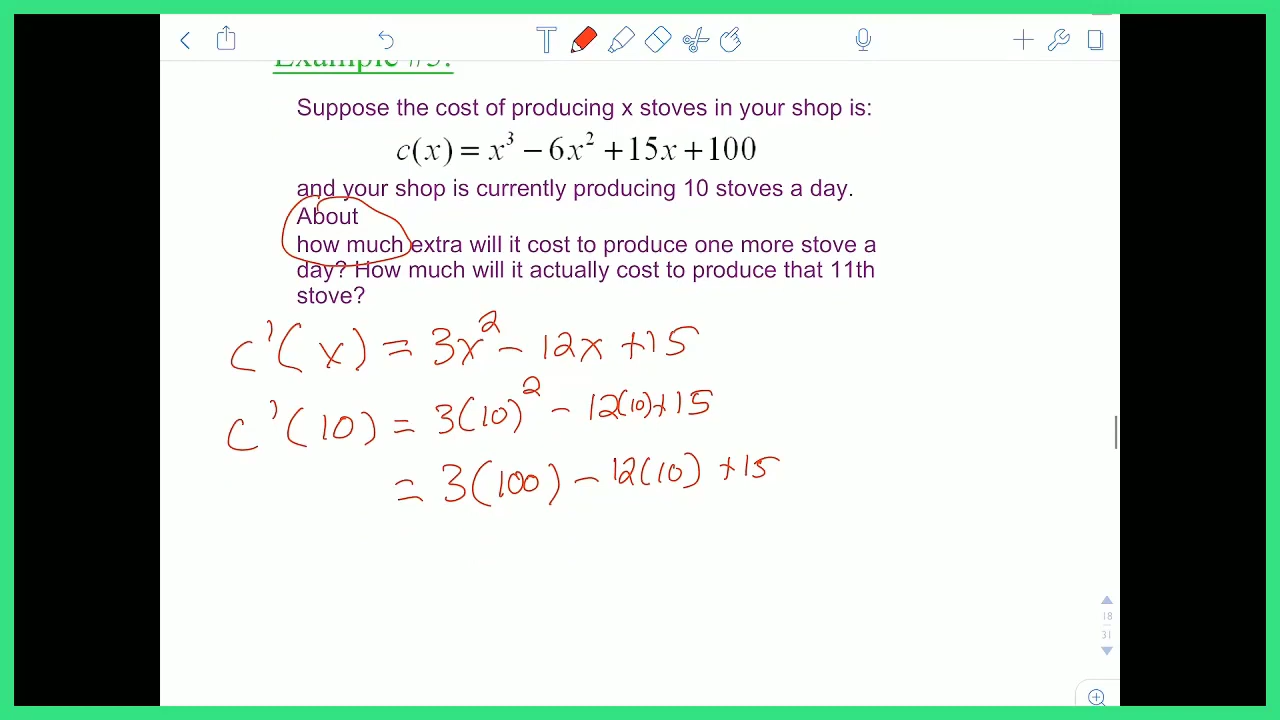 Example #5:
Suppose the cost of producing x stoves in your shop is:
c(x) = x³ − 6x² + 15x + 100
and your shop is currently producing 10 stoves a day.
About
how much extra will it cost to produce one more stove a
day? How much will it actually cost to produce that 11th
stove?
c'(x) = 3x² − 12x + 15
c'(10) = 3(10)² − 12(10) + 15
= 3(100) − 12(10) + 15
18
31